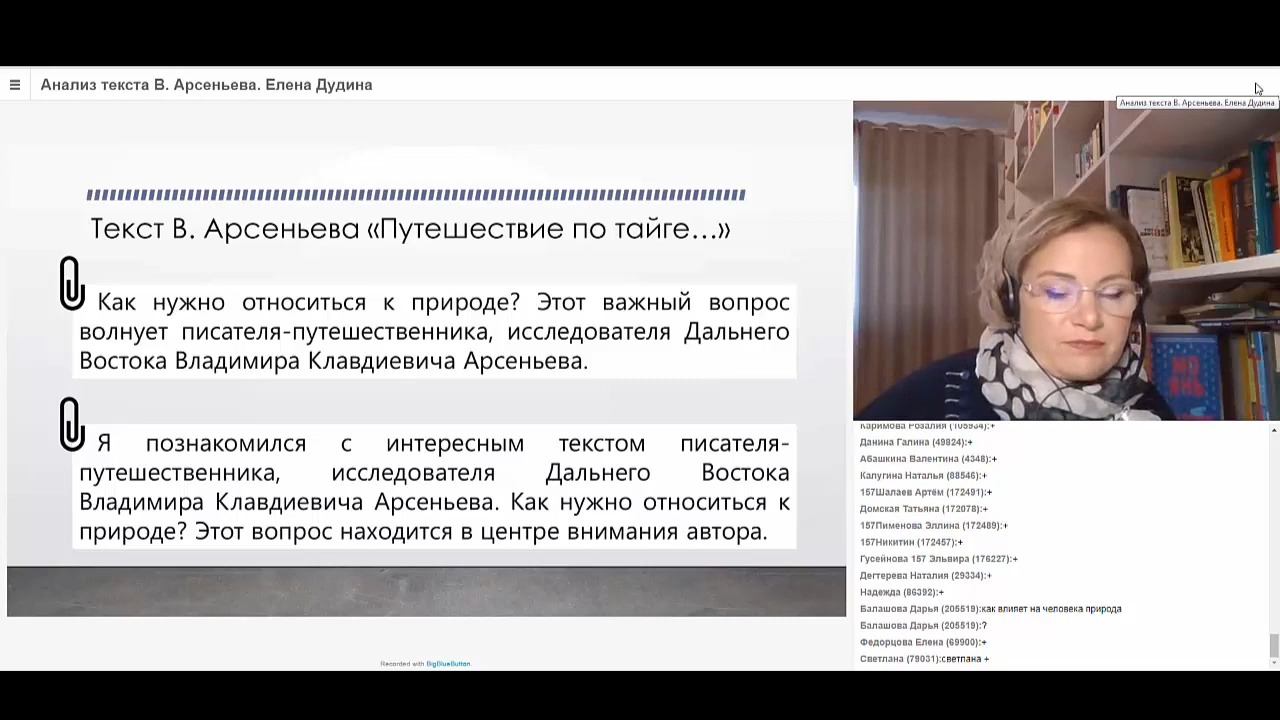 Анализ текста В. Арсеньева. Елена Дудина
Анализ текста В. Арсеньева. Елена Дудина
Текст В. Арсеньева «Путешествие по тайге...»
Как нужно относиться к природе? Этот важный вопрос
волнует писателя-путешественника, исследователя Дальнего
Востока Владимира Клавдиевича Арсеньева.
Я познакомился с интересным текстом писателя-
путешественника, исследователя Дальнего Востока
Владимира Клавдиевича Арсеньева. Как нужно относиться к
природе? Этот вопрос находится в центре внимания автора.
Каримова Розалия (105934):+
Данина Галина (49824):+
Абашкина Валентина (4348):+
Калугина Наталья (88546):+
157Шалаев Артём (172491):+
Домская Татьяна (172078):+
157Пименова Эллина (172489):+
157Никитин (172457):+
Гусейнова 157 Эльвира (176227):+
Дегтерева Наталия (29334):+
Надежда (86392):+
Балашова Дарья (205519):как влипет на человека природа
Балашова Дарья (205519):?
Федорцова Елена (69900):+
Светлана (79031):светлана +
Recorded with BigBlueButton.